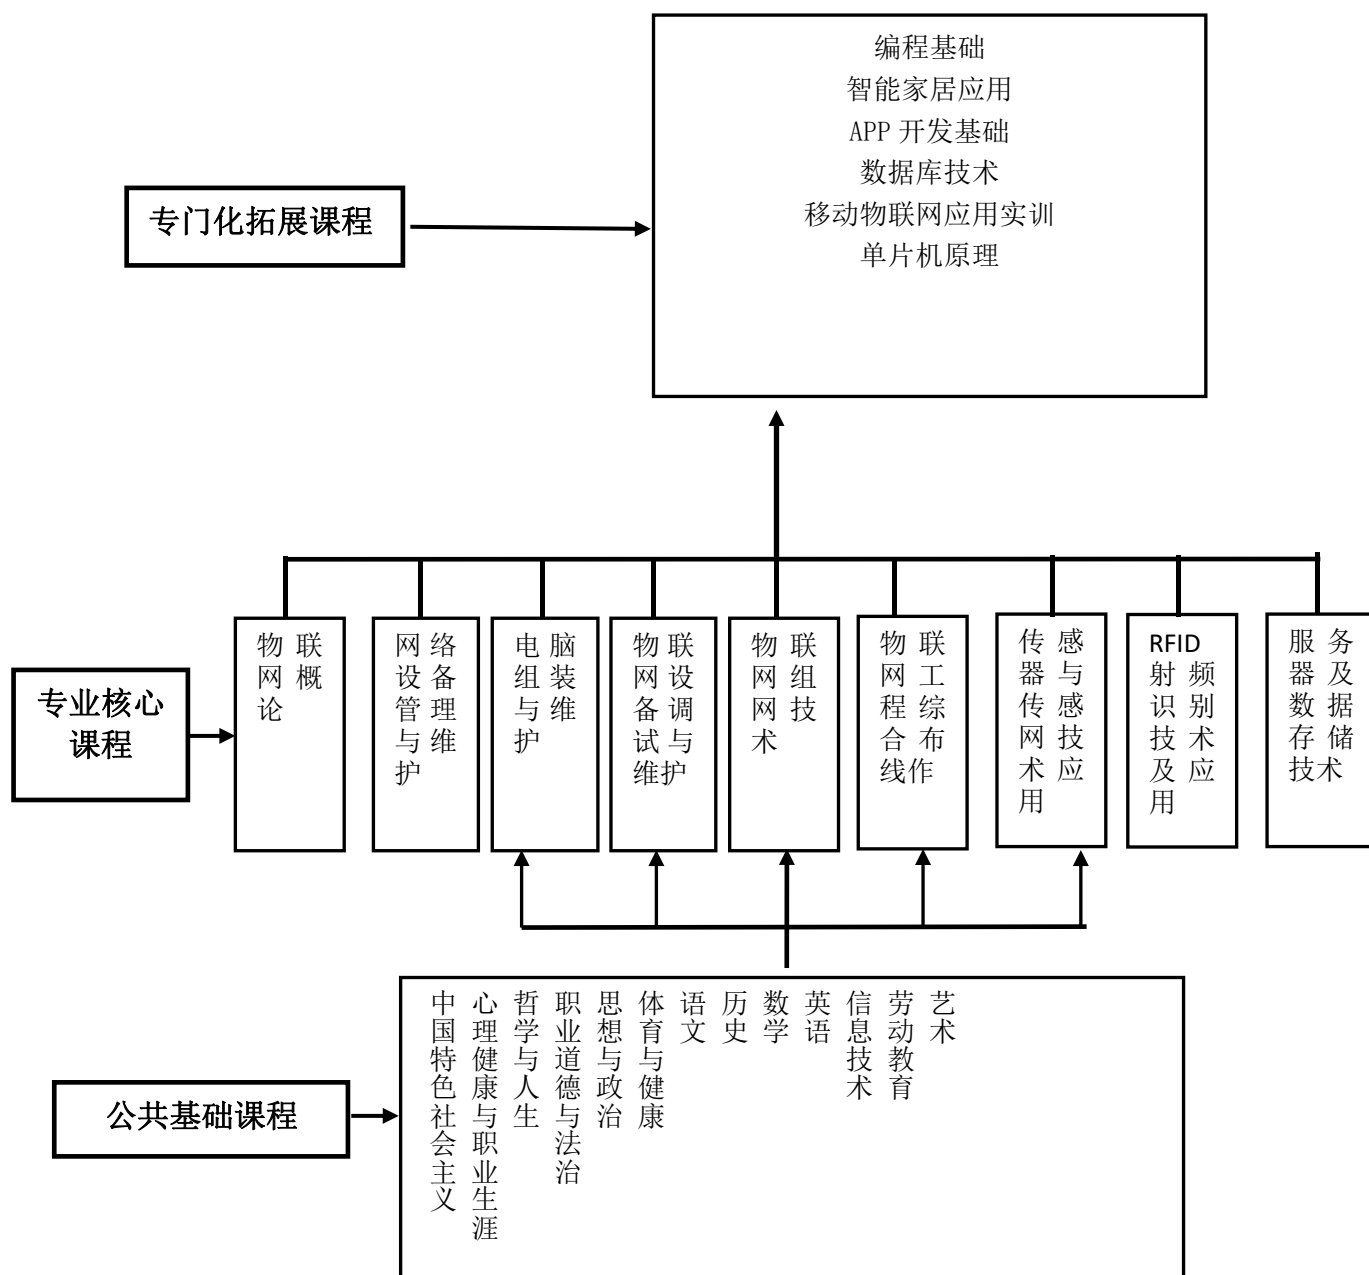 编程基础
智能家居应用
APP 开发基础
数据库技术
移动物联网应用实训
单片机原理
专门化拓展课程
专业核心
课程
物联
网概
论
网络
设备
管理
与维
护
电脑
组装
与维
护
物联
网设
备调
试与
维护
物联
网组
网技
术
物联
网工
程综
合布
线作
传感
器与
传感
网技
术应
用
RFID
射频
识别
技术
及应
用
服务
器及
数据
存储
技术
公共基础课程
中国特色社会主义
心理健康与职业生涯
哲学与人生
职业道德与法治
思想与政治
体育与健康
语文
历史
数学
英语
信息技术
劳动教育
艺术